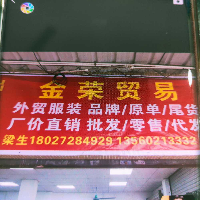 金荣贸易
外贸服装 品牌/原单/尾货
厂价直销 批发/零售/代发
梁生18027284929 13560213332